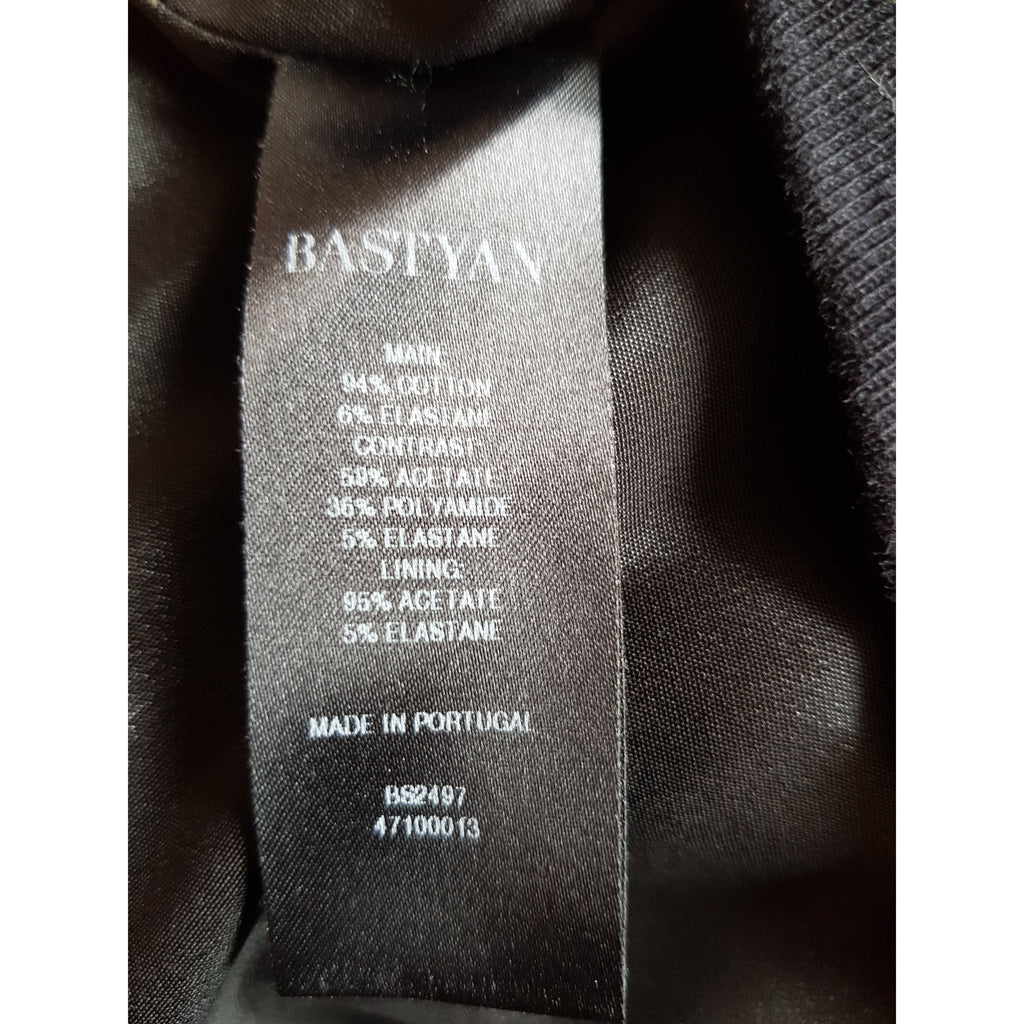 BASTYAN
MAIN:
94% COTTON
6% ELASTANE
CONTRAST:
59% ACETATE
36% POLYAMIDE
5% ELASTANE
LINING:
95% ACETATE
5% ELASTANE
MADE IN PORTUGAL
BS2497
47100013